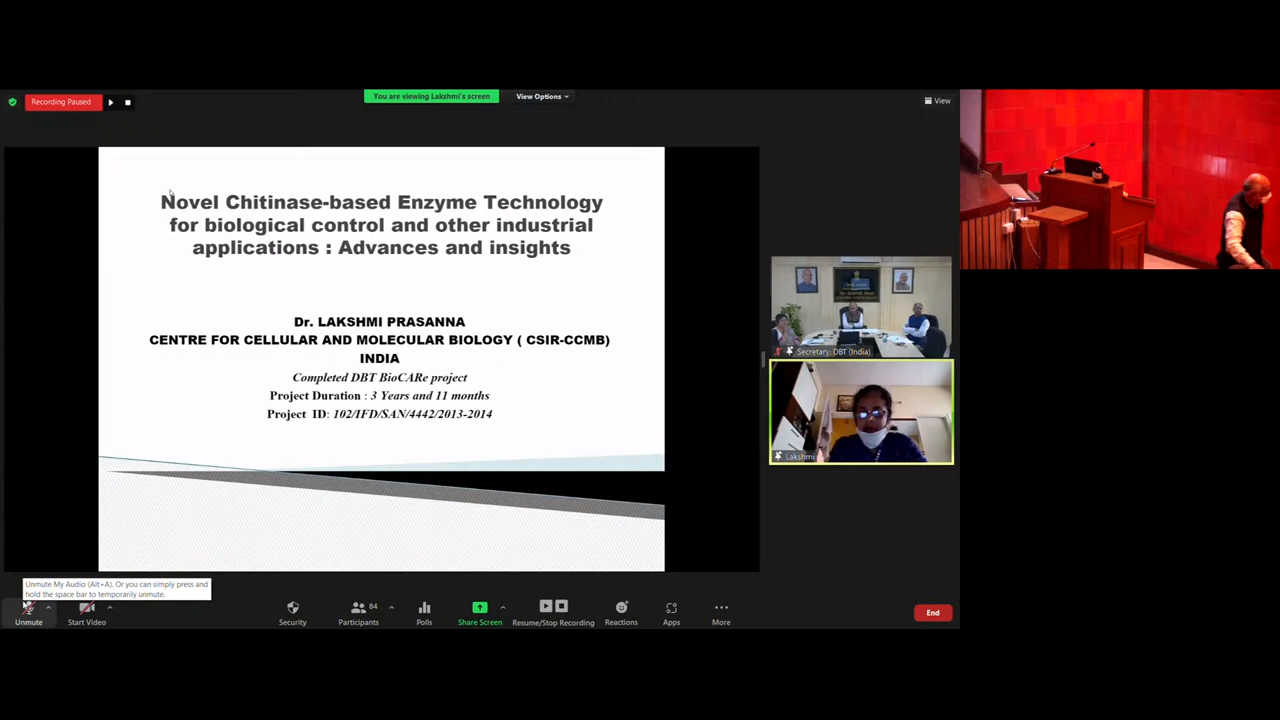 Recording Paused
You are viewing Lakshmi's screen
View Options
View
Novel Chitinase-based Enzyme Technology
for biological control and other industrial
applications : Advances and insights
Dr. LAKSHMI PRASANNA
CENTRE FOR CELLULAR AND MOLECULAR BIOLOGY ( CSIR-CCMB)
INDIA
Completed DBT BioCARe project
Project Duration : 3 Years and 11 months
Project ID: 102/IFD/SAN/4442/2013-2014
Secretary, DBT (India)
Lakshmi
Unmute My Audio (Alt+A). Or you can simply press and
hold the space bar to temporarily unmute.
Unmute
Start Video
Security
Participants
84
Polls
Share Screen
Resume/Stop Recording
Reactions
Apps
More
End